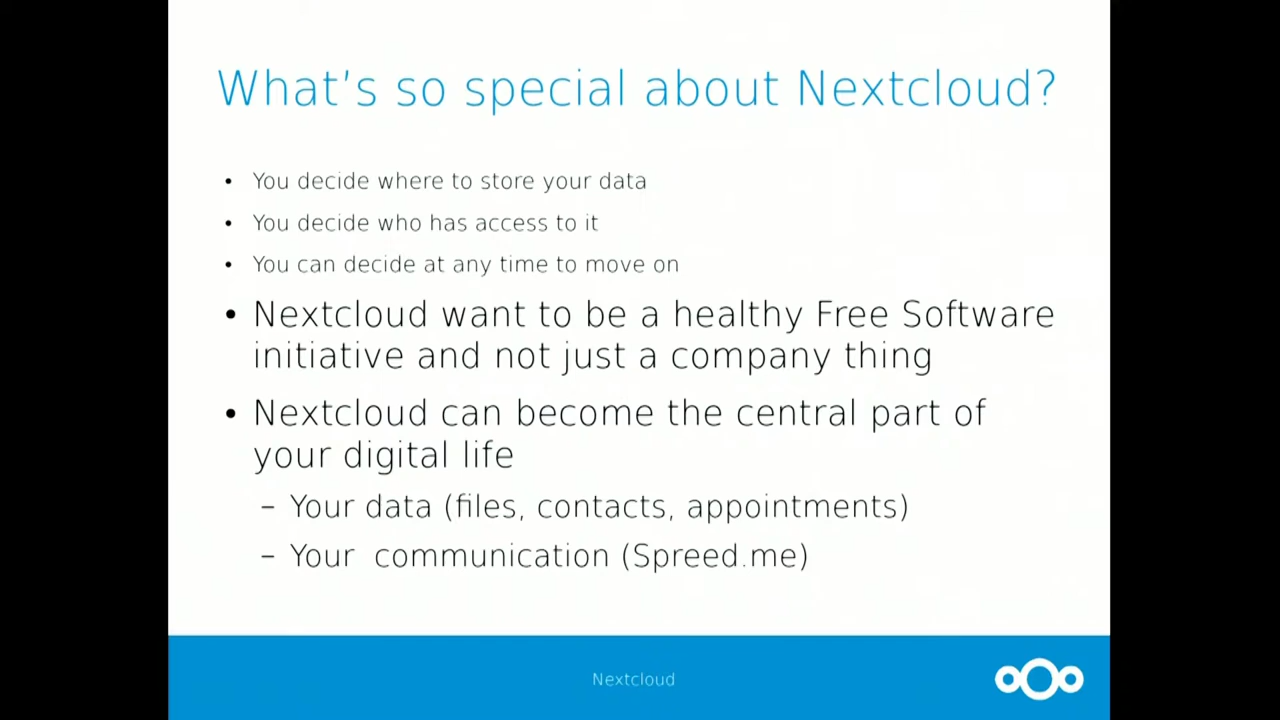 What's so special about Nextcloud?
• You decide where to store your data
• You decide who has access to it
• You can decide at any time to move on
• Nextcloud want to be a healthy Free Software
initiative and not just a company thing
• Nextcloud can become the central part of
your digital life
– Your data (files, contacts, appointments)
– Your communication (Spreed.me)
Nextcloud